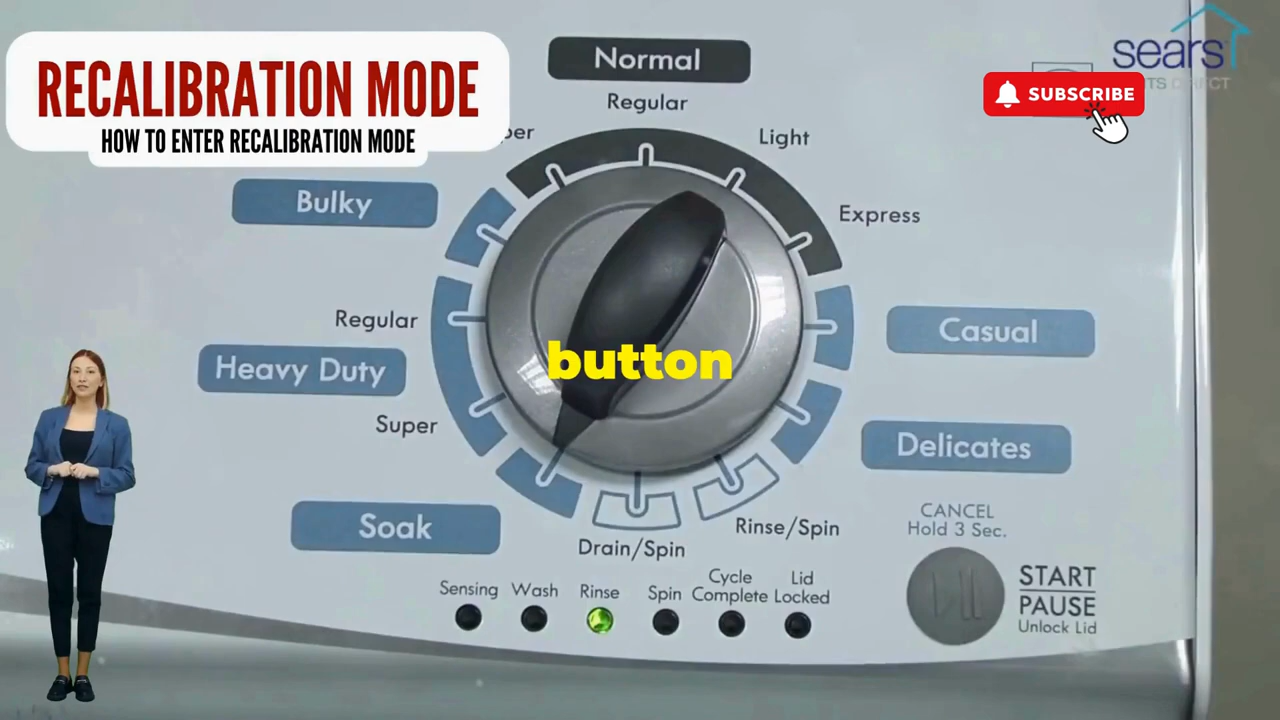 RECALIBRATION MODE
HOW TO ENTER RECALIBRATION MODE
sears
SUBSCRIBE
Normal
Regular
Light
Express
Bulky
Regular
Heavy Duty
Super
Casual
Delicates
button
Soak
Drain/Spin
Rinse/Spin
CANCEL
Hold 3 Sec.
Sensing
Wash
Rinse
Spin
Cycle
Complete
Lid
Locked
START
PAUSE
Unlock Lid